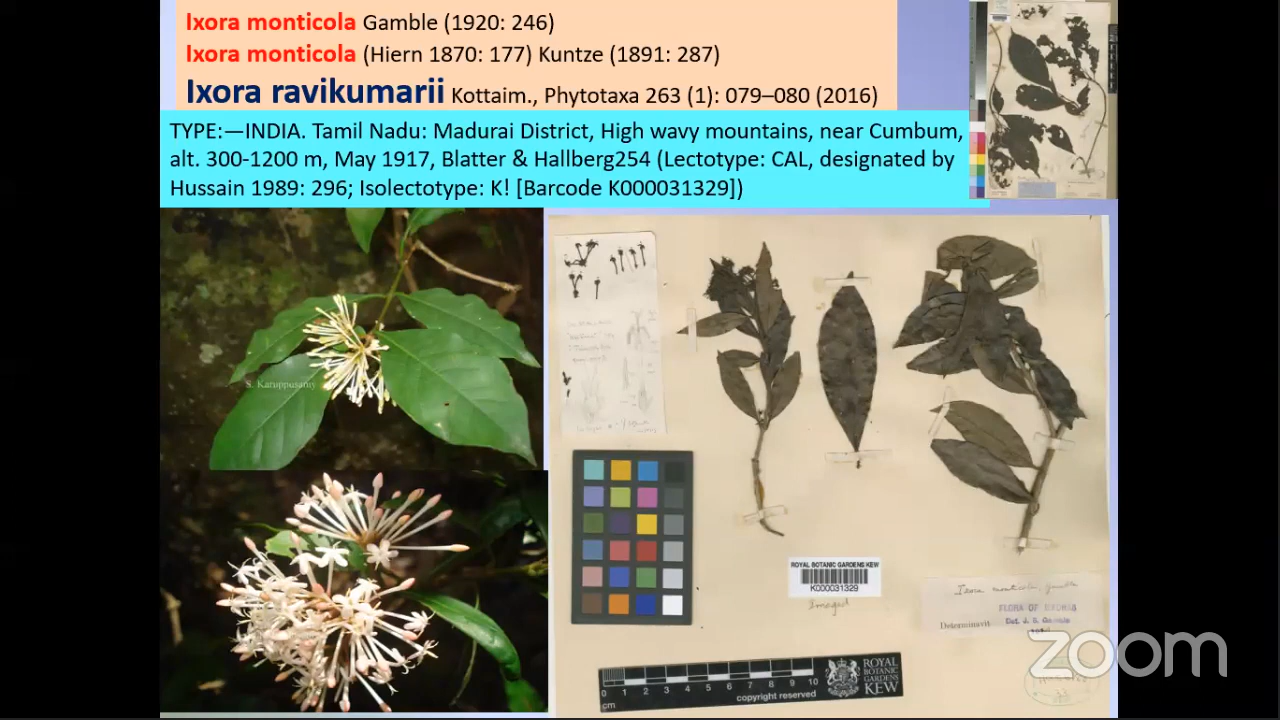 Ixora monticola Gamble (1920: 246)
Ixora monticola (Hiern 1870: 177) Kuntze (1891: 287)
Ixora ravikumarii Kottaim., Phytotaxa 263 (1): 079–080 (2016)
TYPE:—INDIA. Tamil Nadu: Madurai District, High wavy mountains, near Cumbum,
alt. 300-1200 m, May 1917, Blatter & Hallberg254 (Lectotype: CAL, designated by
Hussain 1989: 296; Isolectotype: K! [Barcode K000031329])
S. Karuppusamy
ROYAL BOTANIC GARDENS KEW
K000031329
Imaged
Ixora monticola, Gamble
FLORA OF MADRAS
Determinavit
Det. J. S. Gamble
0 1 2 3 4 5 6 7 8 9 10
cm
copyright reserved
ROYAL
BOTANIC
GARDENS
KEW
zoom